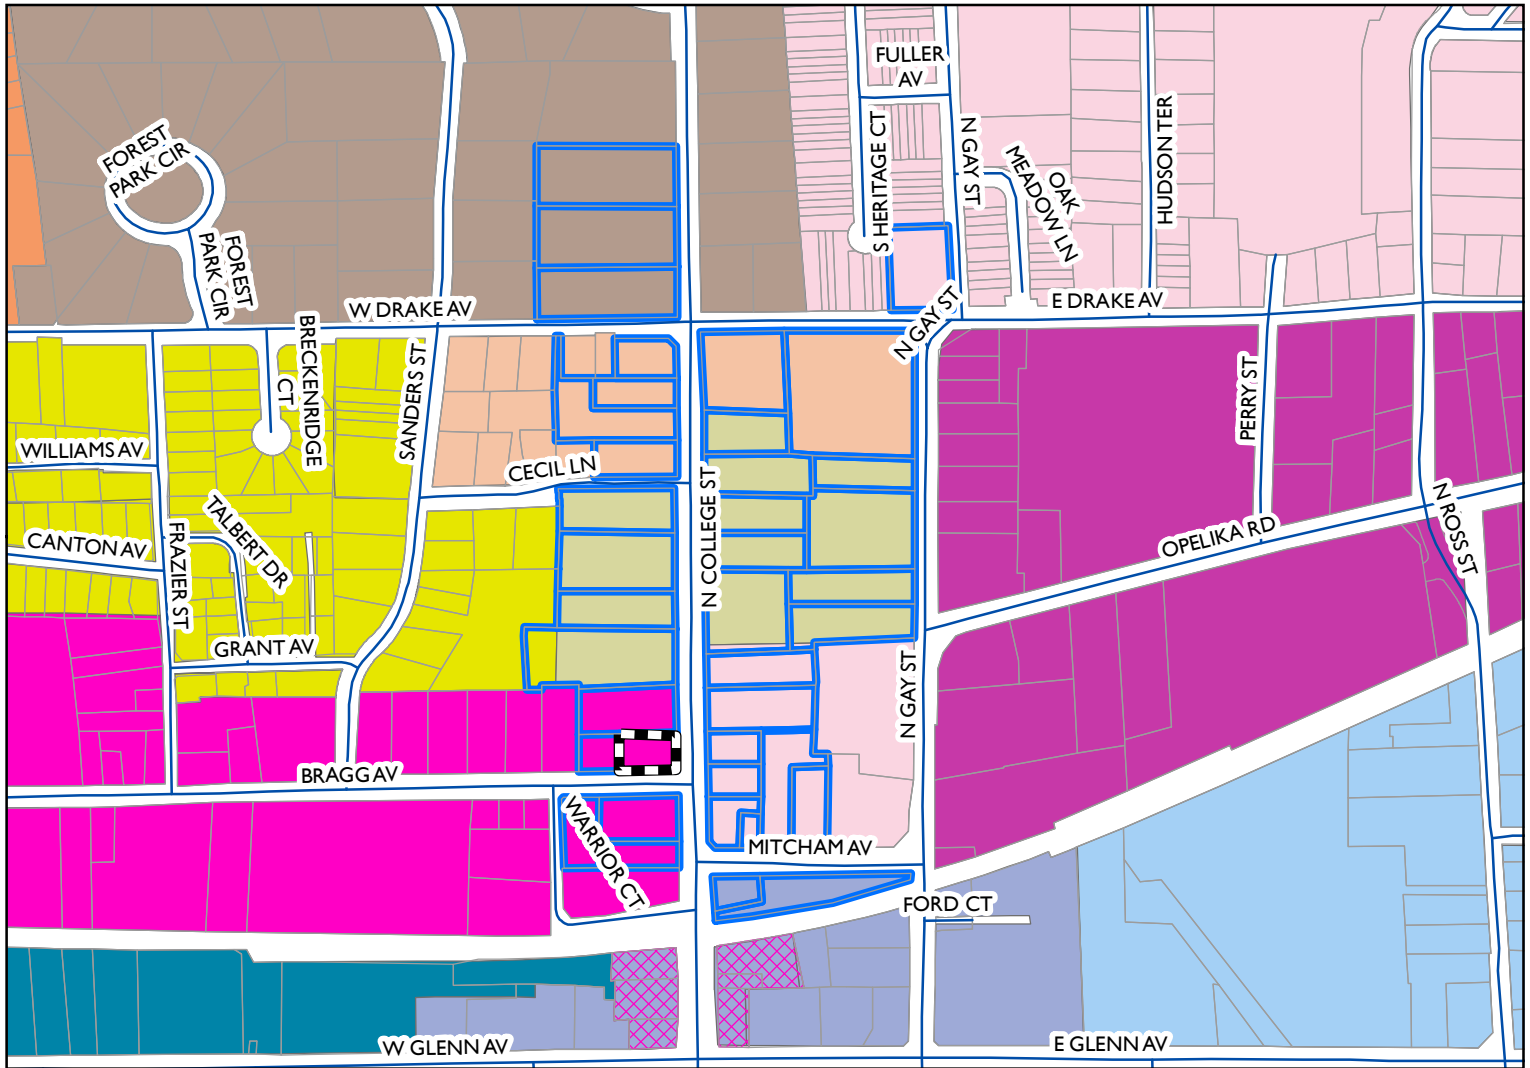 FULLER
AV
FOREST
PARK CIR
S HERITAGE CT
N GAY ST
OAK
MEADOW LN
HUDSON TER
FOREST
PARK CIR
W DRAKE AV
E DRAKE AV
N GAY ST
BRECKENRIDGE
CT
SANDERS ST
PERRY ST
WILLIAMS AV
CECIL LN
N COLLEGE ST
N ROSS ST
TALBERT DR
OPELIKA RD
CANTON AV
FRAZIER ST
GRANT AV
N GAY ST
BRAGG AV
WARRIOR CT
MITCHAM AV
FORD CT
W GLENN AV
E GLENN AV